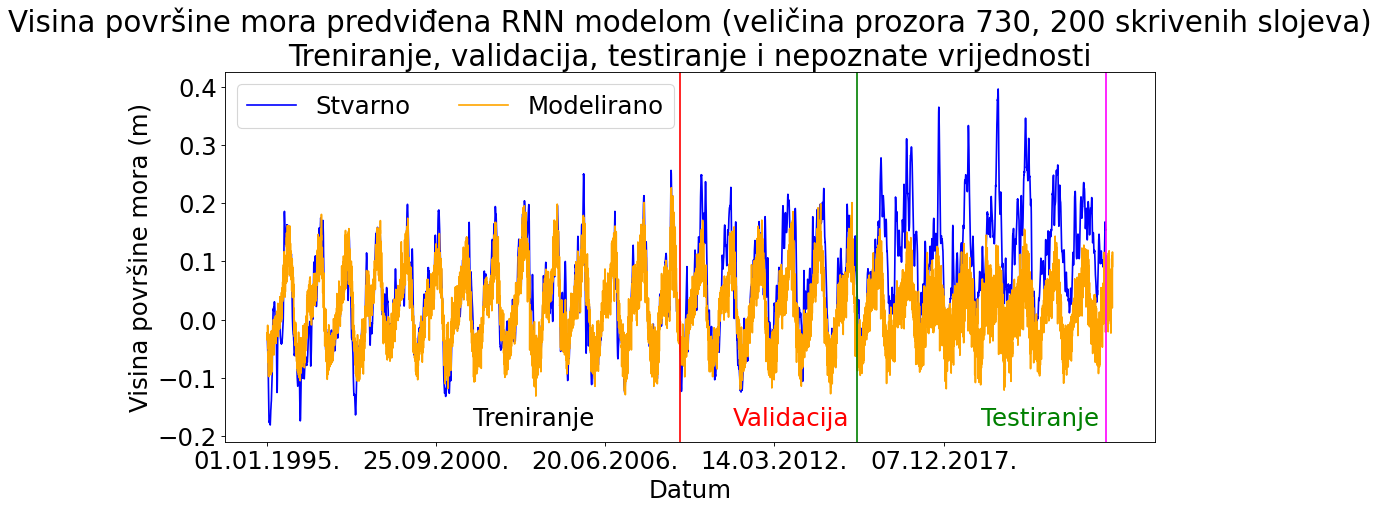 Visina površine mora predviđena RNN modelom (veličina prozora 730, 200 skrivenih slojeva)
Treniranje, validacija, testiranje i nepoznate vrijednosti
Stvarno Modelirano
Visina površine mora (m)
0.4
0.3
0.2
0.1
0.0
−0.1
−0.2
Treniranje Validacija Testiranje
01.01.1995. 25.09.2000. 20.06.2006. 14.03.2012. 07.12.2017.
Datum